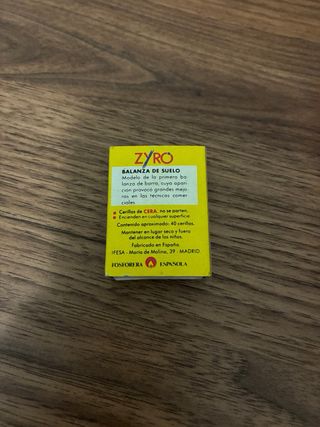 ZYRO
BALANZA DE SUELO
Modelo de la primera ba
lanza de barra, cuya apari
ción provocó grandes mejo
ras en las técnicas comer
ciales
Cerillas de CERA, no se parten.
Encienden en cualquier superficie
Contenido aproximado: 40 cerillas.
Mantener en lugar seco y fuera
del alcance de los niños.
Fabricado en España.
IFESA - María de Molina, 39 - MADRID.
FOSFORERA ESPAÑOLA